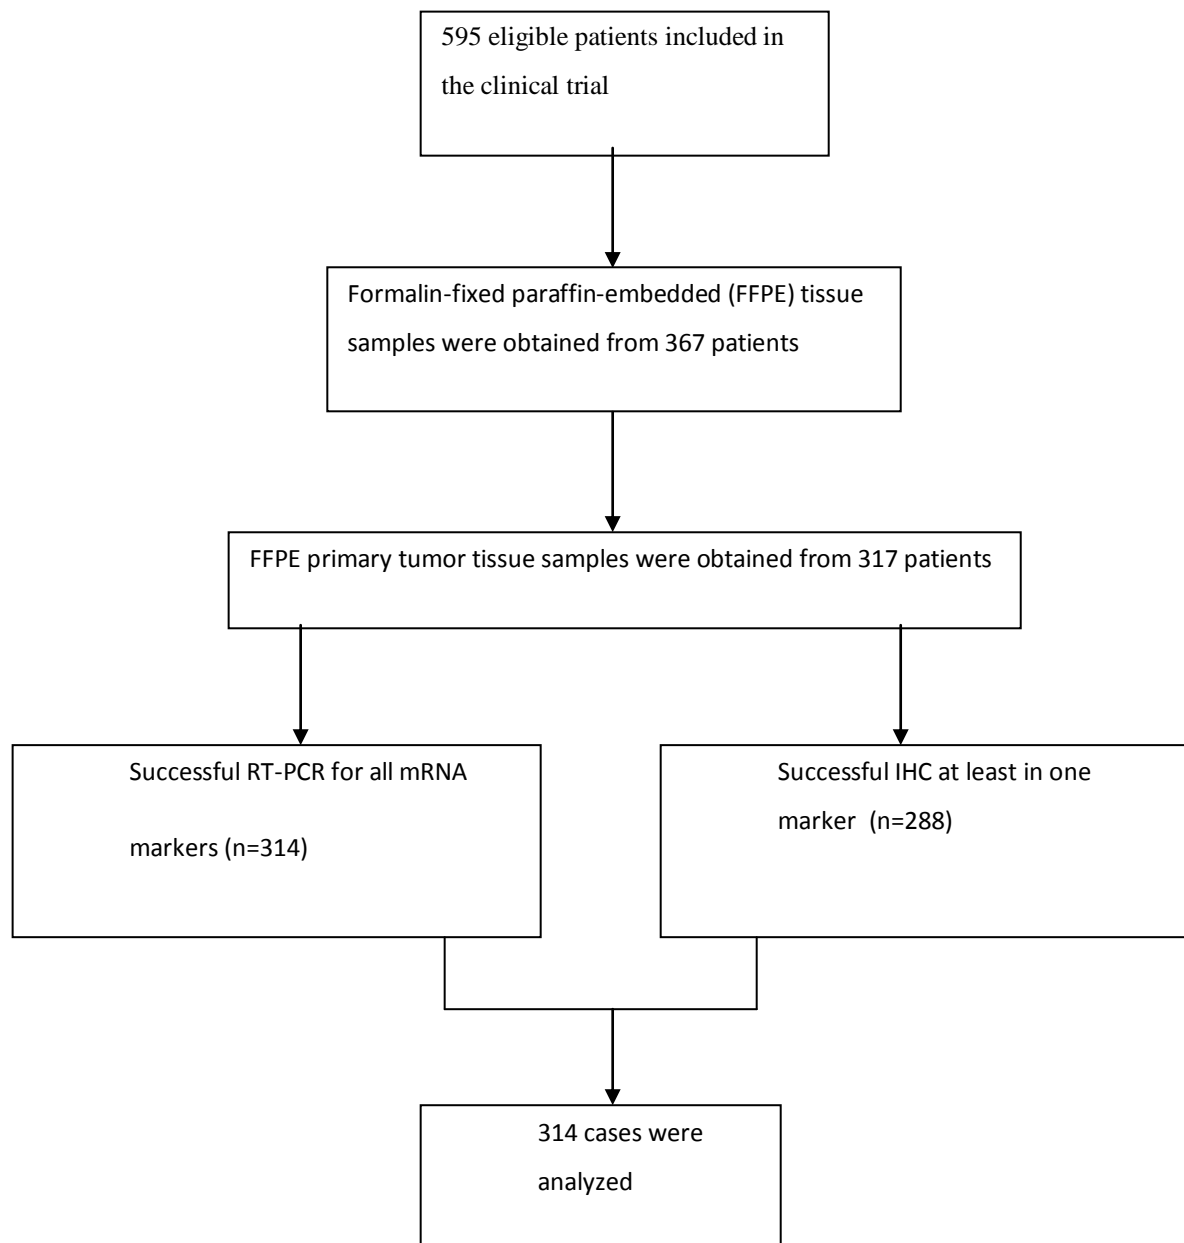 595 eligible patients included in
the clinical trial
Formalin-fixed paraffin-embedded (FFPE) tissue
samples were obtained from 367 patients
FFPE primary tumor tissue samples were obtained from 317 patients
Successful RT-PCR for all mRNA
markers (n=314)
Successful IHC at least in one
marker (n=288)
314 cases were
analyzed